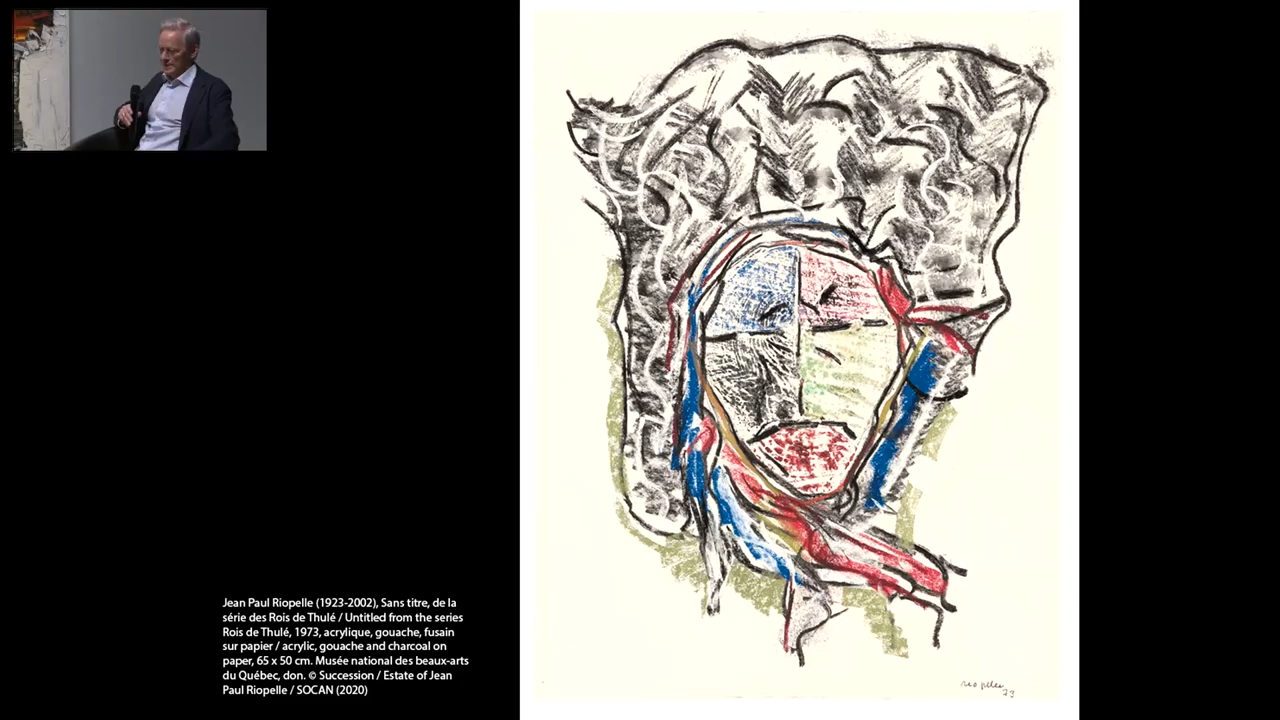 Jean Paul Riopelle (1923-2002), Sans titre, de la
série des Rois de Thulé / Untitled from the series
Rois de Thulé, 1973, acrylique, gouache, fusain
sur papier / acrylic, gouache and charcoal on
paper, 65 x 50 cm. Musée national des beaux-arts
du Québec, don. © Succession / Estate of Jean
Paul Riopelle / SOCAN (2020)
riopelle
73